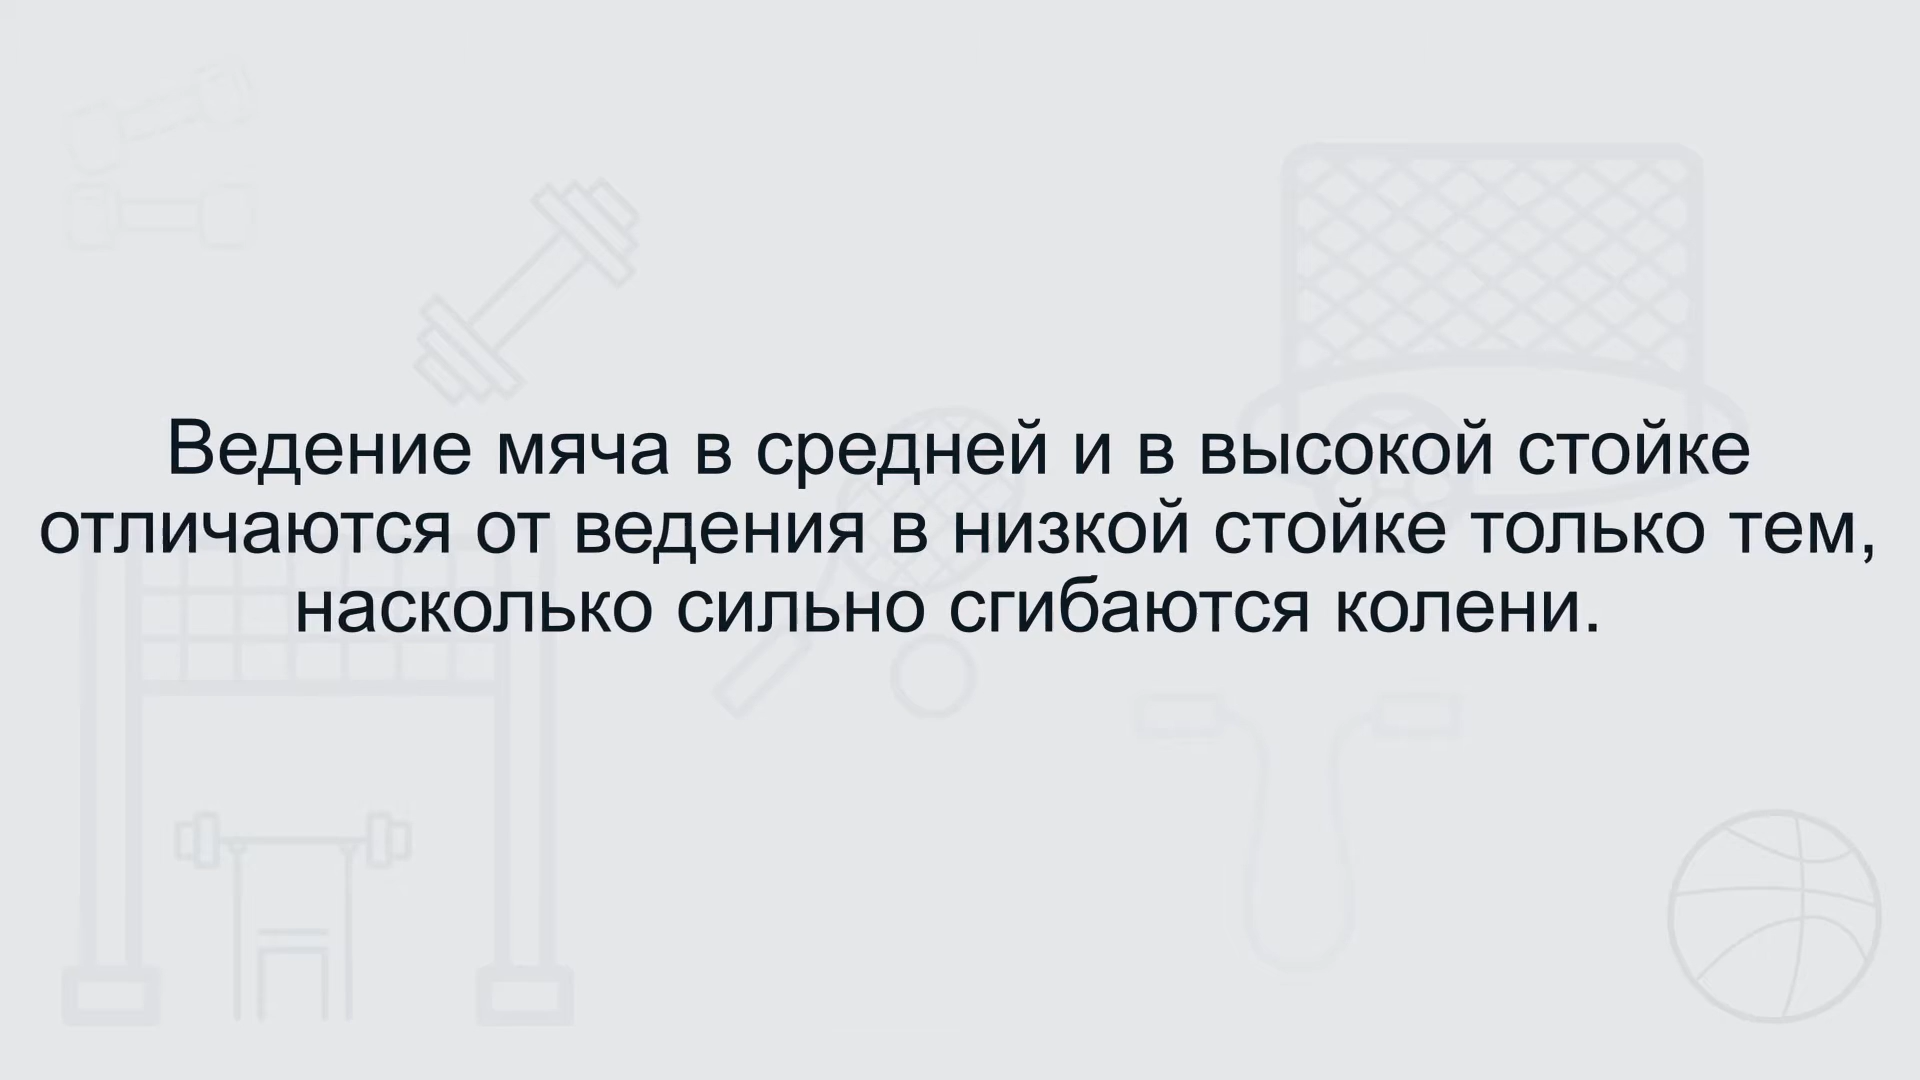 Ведение мяча в средней и в высокой стойке
отличаются от ведения в низкой стойке только тем,
насколько сильно сгибаются колени.